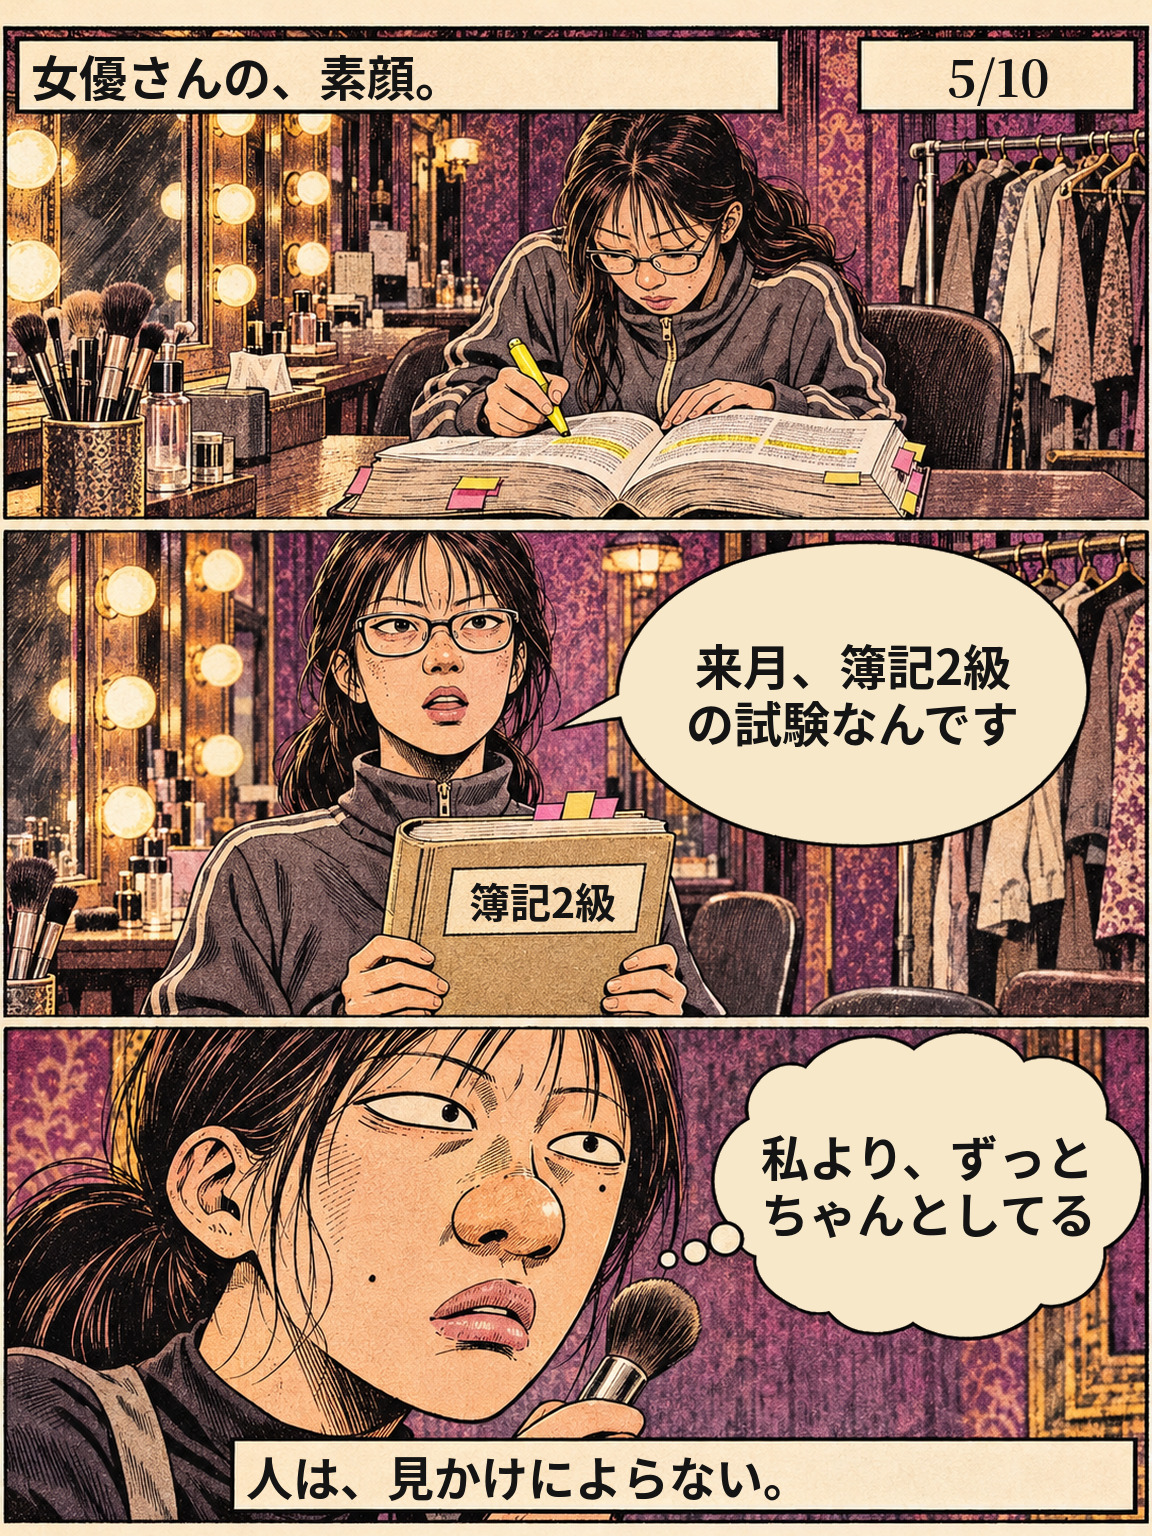 女優さんの、素顔。
5/10
来月、簿記2級
の試験なんです
簿記2級
私より、ずっと
ちゃんとしてる
人は、見かけによらない。